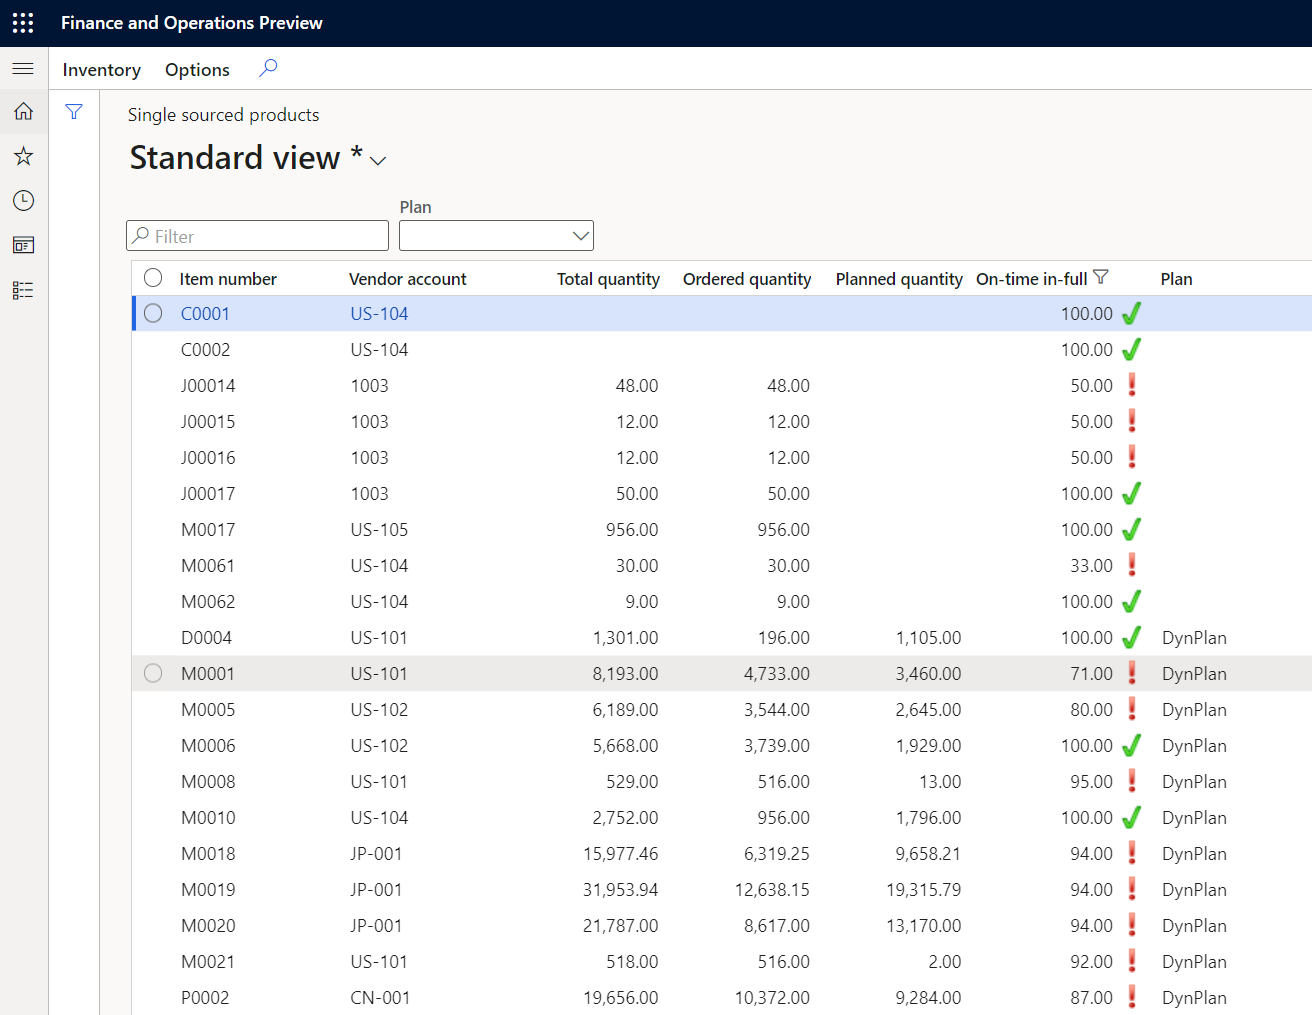 Finance and Operations Preview
Inventory Options
Single sourced products
Standard view *
Plan
Filter
Item number Vendor account Total quantity Ordered quantity Planned quantity On-time in-full Plan
C0001 US-104 100.00
C0002 US-104 100.00
J00014 1003 48.00 48.00 50.00
J00015 1003 12.00 12.00 50.00
J00016 1003 12.00 12.00 50.00
J00017 1003 50.00 50.00 100.00
M0017 US-105 956.00 956.00 100.00
M0061 US-104 30.00 30.00 33.00
M0062 US-104 9.00 9.00 100.00
D0004 US-101 1,301.00 196.00 1,105.00 100.00 DynPlan
M0001 US-101 8,193.00 4,733.00 3,460.00 71.00 DynPlan
M0005 US-102 6,189.00 3,544.00 2,645.00 80.00 DynPlan
M0006 US-102 5,668.00 3,739.00 1,929.00 100.00 DynPlan
M0008 US-101 529.00 516.00 13.00 95.00 DynPlan
M0010 US-104 2,752.00 956.00 1,796.00 100.00 DynPlan
M0018 JP-001 15,977.46 6,319.25 9,658.21 94.00 DynPlan
M0019 JP-001 31,953.94 12,638.15 19,315.79 94.00 DynPlan
M0020 JP-001 21,787.00 8,617.00 13,170.00 94.00 DynPlan
M0021 US-101 518.00 516.00 2.00 92.00 DynPlan
P0002 CN-001 19,656.00 10,372.00 9,284.00 87.00 DynPlan